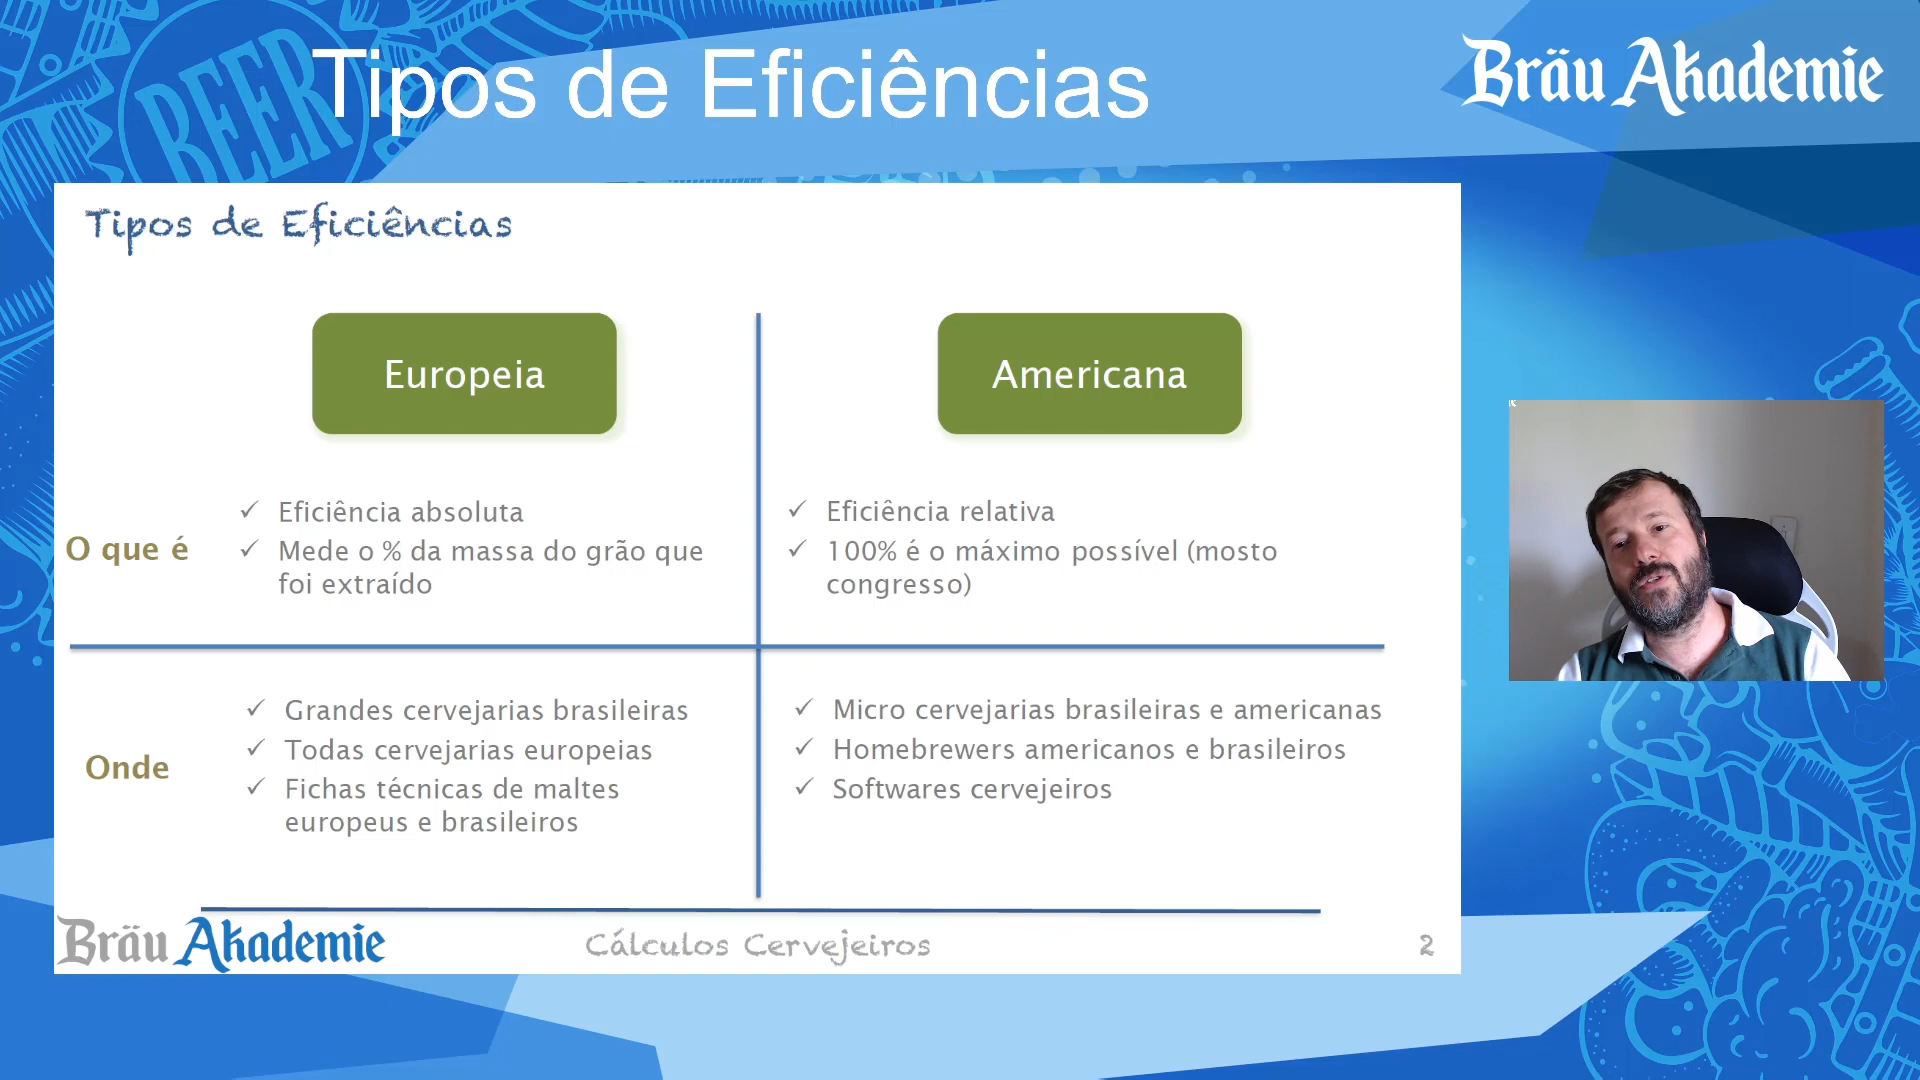 BEER
Tipos de Eficiências
Bräu Akademie
Tipos de Eficiências
Europeia
Americana
O que é
✓ Eficiência absoluta
✓ Mede o % da massa do grão que
foi extraído
✓ Eficiência relativa
✓ 100% é o máximo possível (mosto
congresso)
Onde
✓ Grandes cervejarias brasileiras
✓ Todas cervejarias europeias
✓ Fichas técnicas de maltes
europeus e brasileiros
✓ Micro cervejarias brasileiras e americanas
✓ Homebrewers americanos e brasileiros
✓ Softwares cervejeiros
Bräu Akademie
Cálculos Cervejeiros
2